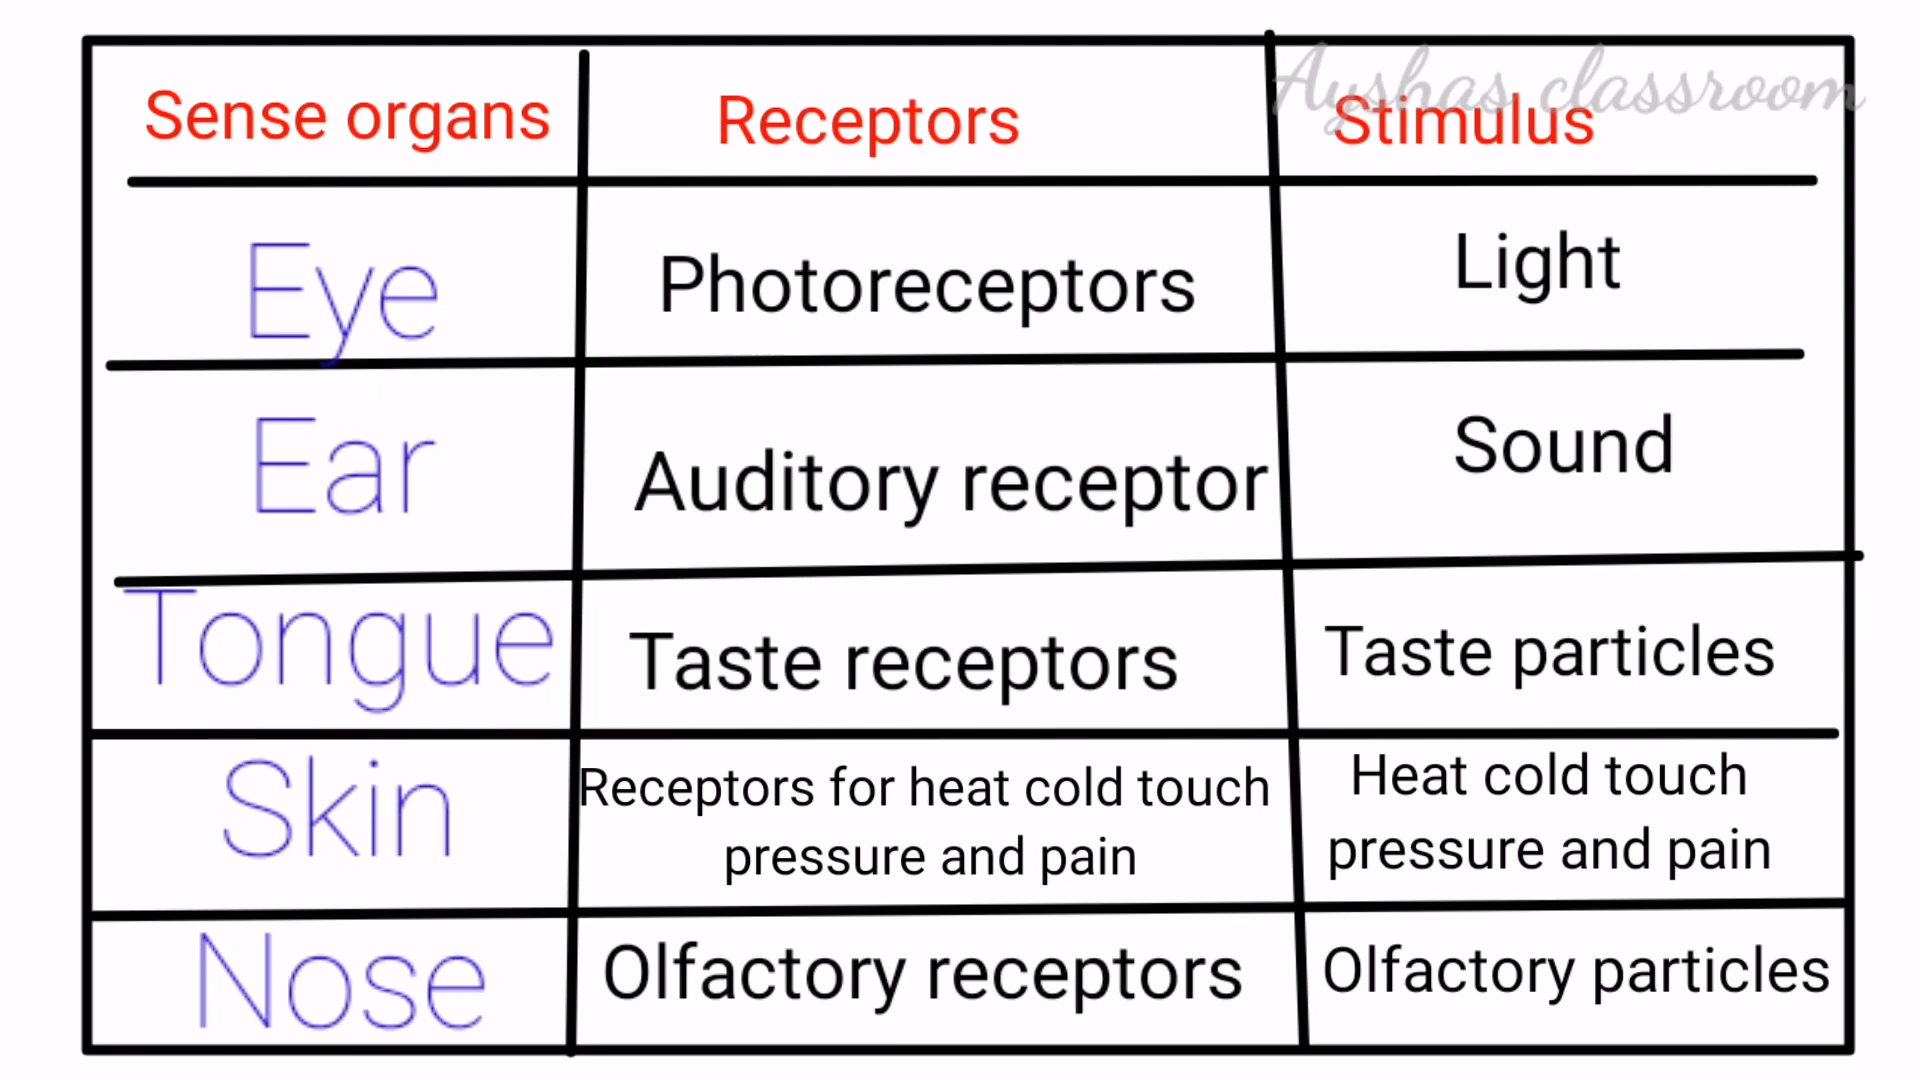 Ayshas classroom
Sense organs Receptors Stimulus
Eye Photoreceptors Light
Ear Auditory receptor Sound
Tongue Taste receptors Taste particles
Skin Receptors for heat cold touch Heat cold touch
pressure and pain pressure and pain
Nose Olfactory receptors Olfactory particles